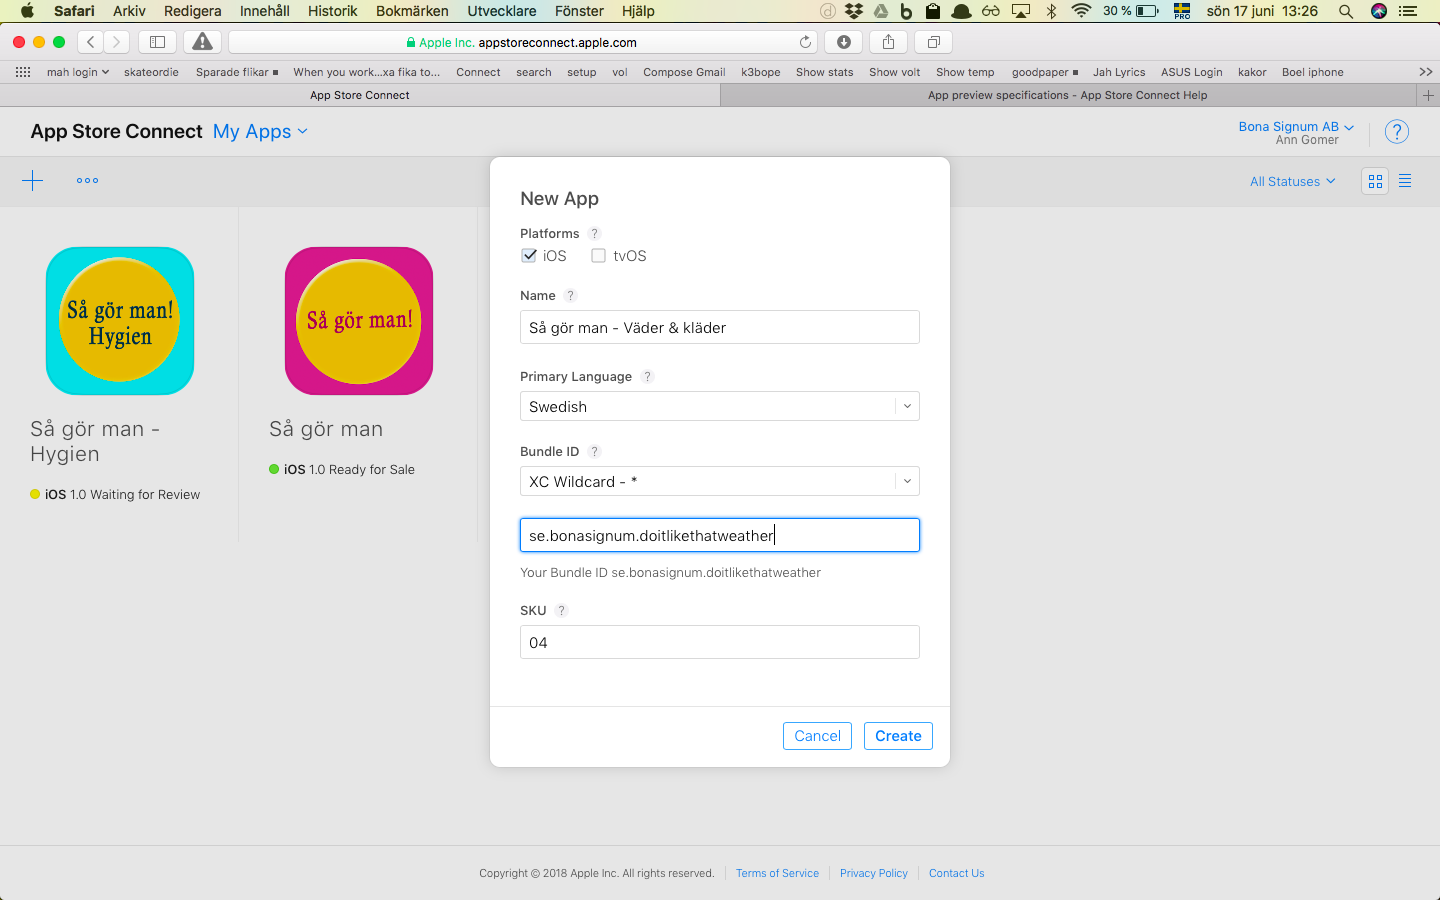 Safari Arkiv Redigera Innehåll Historik Bokmärken Utvecklare Fönster Hjälp 30 % PRO sön 17 juni 13:26
Apple Inc. appstoreconnect.apple.com
mah login skateordie Sparade flikar When you work...xa fika to... Connect search setup vol Compose Gmail k3bope Show stats Show volt Show temp goodpaper Jah Lyrics ASUS Login kakor Boel iphone
App Store Connect
App preview specifications - App Store Connect Help
App Store Connect My Apps
Bona Signum AB
Ann Gomer
?
All Statuses
Så gör man!
Hygien
Så gör man -
Hygien
iOS 1.0 Waiting for Review
Så gör man!
Så gör man
iOS 1.0 Ready for Sale
New App
Platforms ?
iOS tvOS
Name ?
Så gör man - Väder & kläder
Primary Language ?
Swedish
Bundle ID ?
XC Wildcard - *
se.bonasignum.doitlikethatweather
Your Bundle ID se.bonasignum.doitlikethatweather
SKU ?
04
Cancel Create
Copyright © 2018 Apple Inc. All rights reserved. Terms of Service Privacy Policy Contact Us